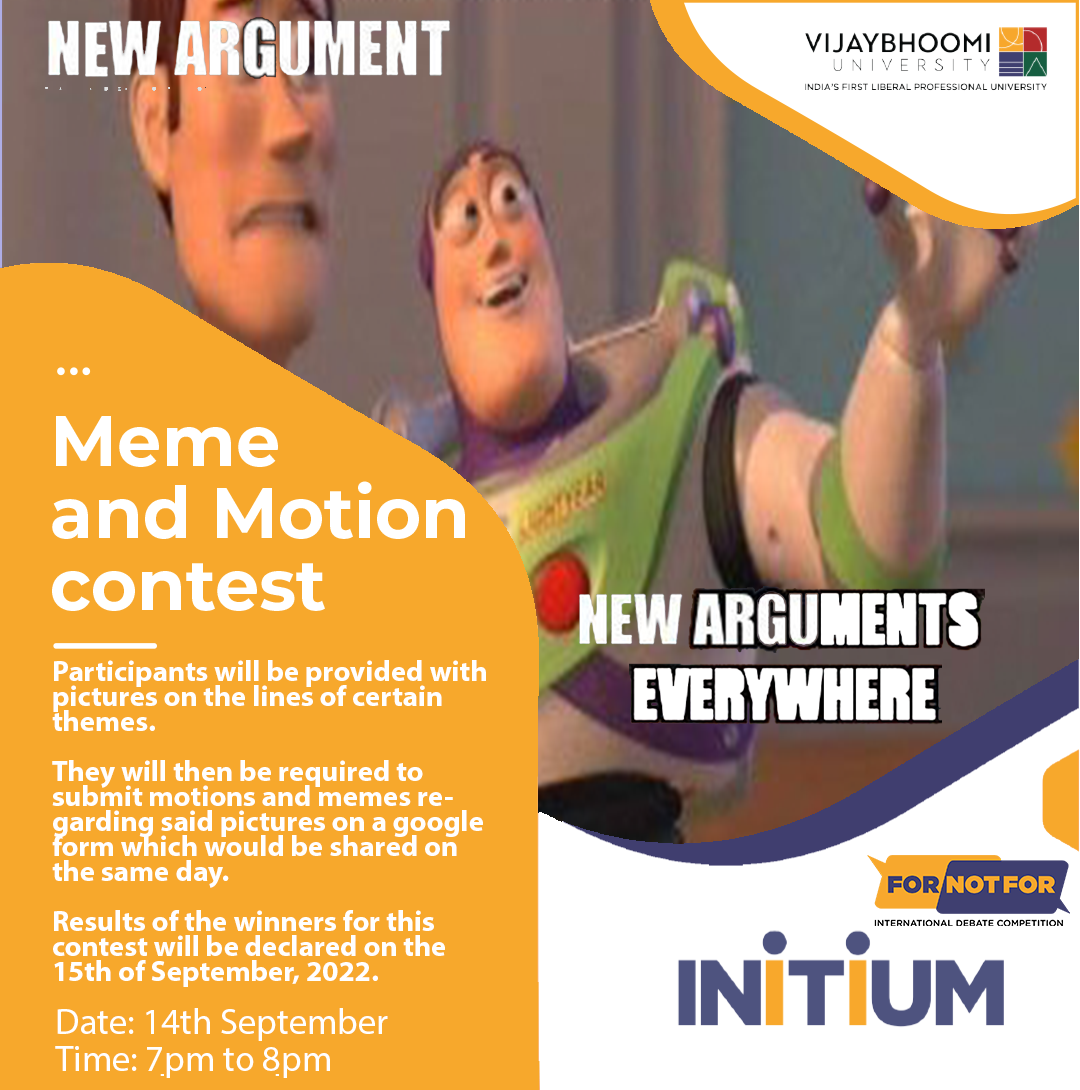 NEW ARGUMENT
VIJAYBHOOMI
UNIVERSITY
INDIA'S FIRST LIBERAL PROFESSIONAL UNIVERSITY
...
Meme
and Motion
contest
Participants will be provided with
pictures on the lines of certain
themes.
They will then be required to
submit motions and memes re-
garding said pictures on a google
form which would be shared on
the same day.
Results of the winners for this
contest will be declared on the
15th of September, 2022.
Date: 14th September
Time: 7pm to 8pm
NEW ARGUMENTS
EVERYWHERE
FOR NOT FOR
INTERNATIONAL DEBATE COMPETITION
INiTiUM